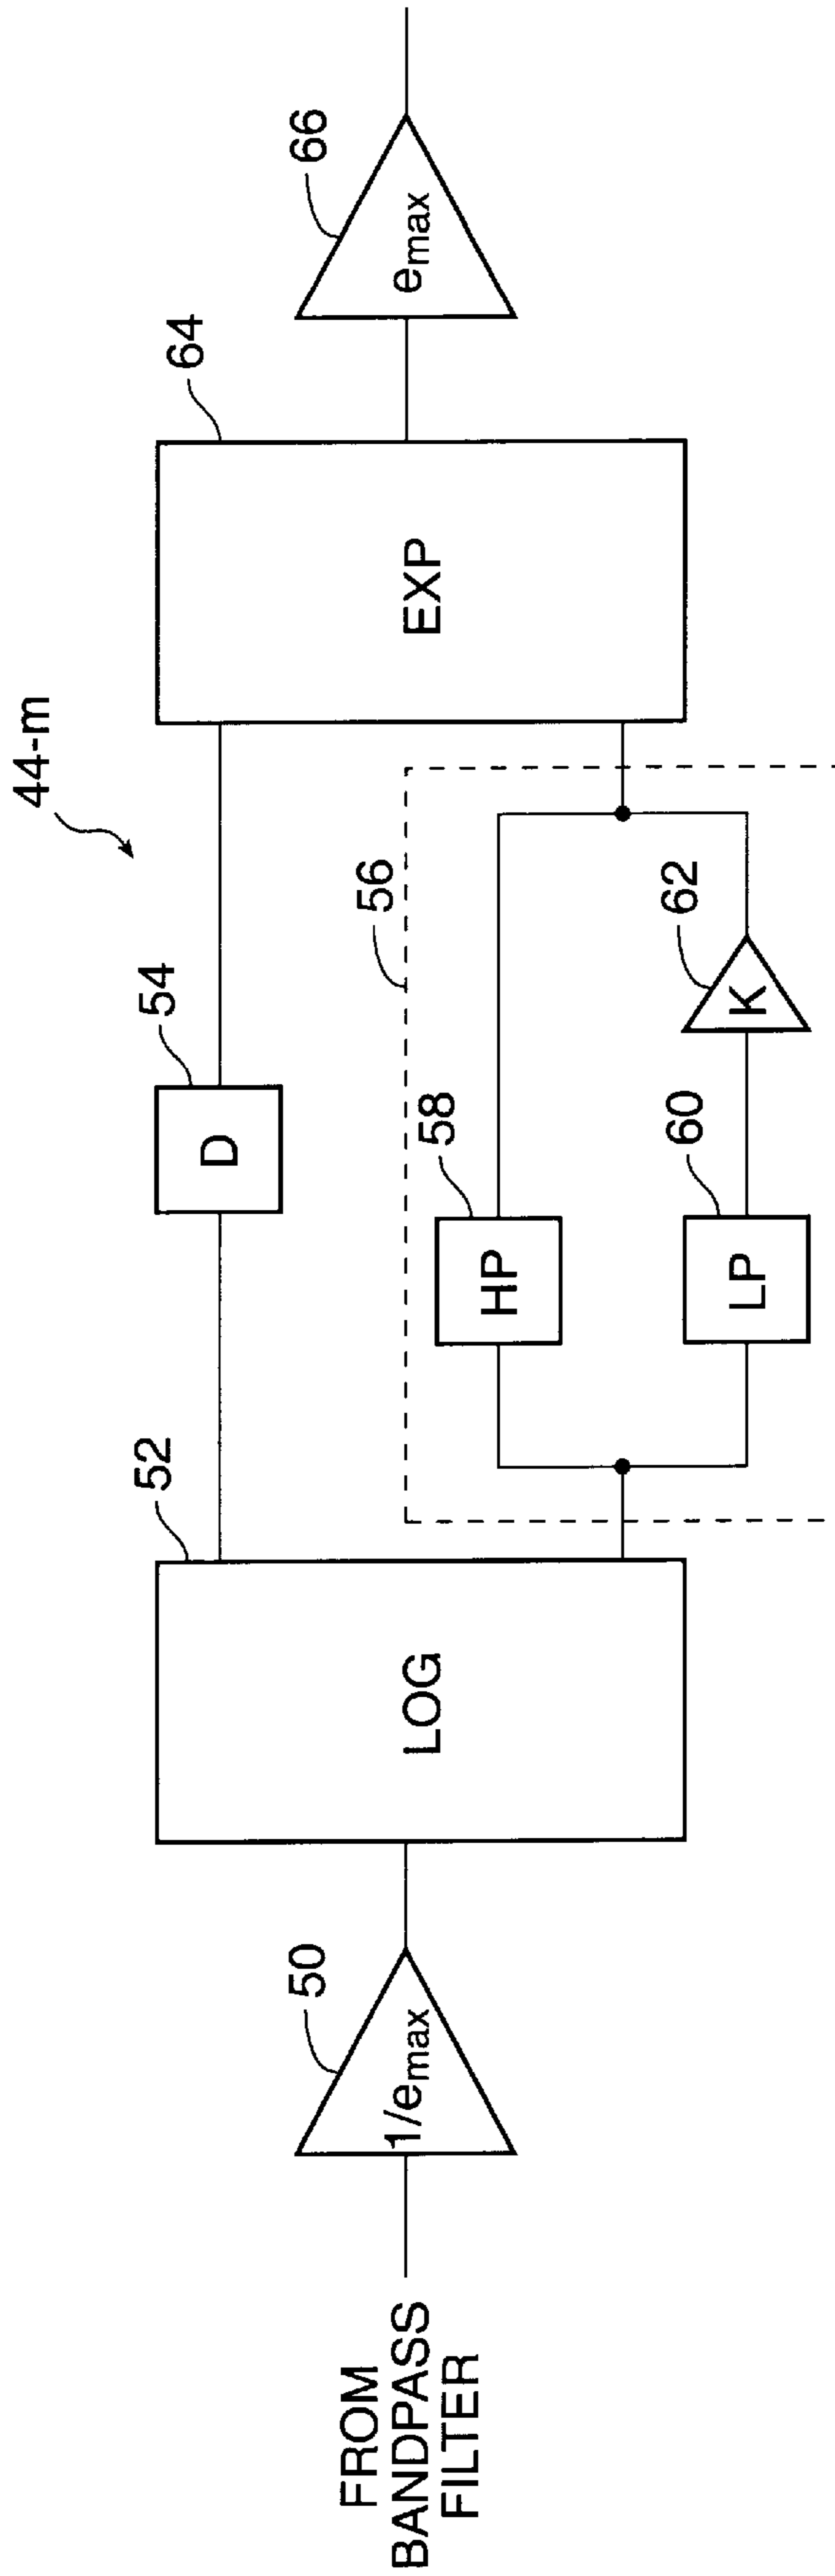 44-m
FROM
BANDPASS
FILTER
50
1/emax
52
LOG
54
D
56
58
HP
60
LP
62
K
64
EXP
66
emax